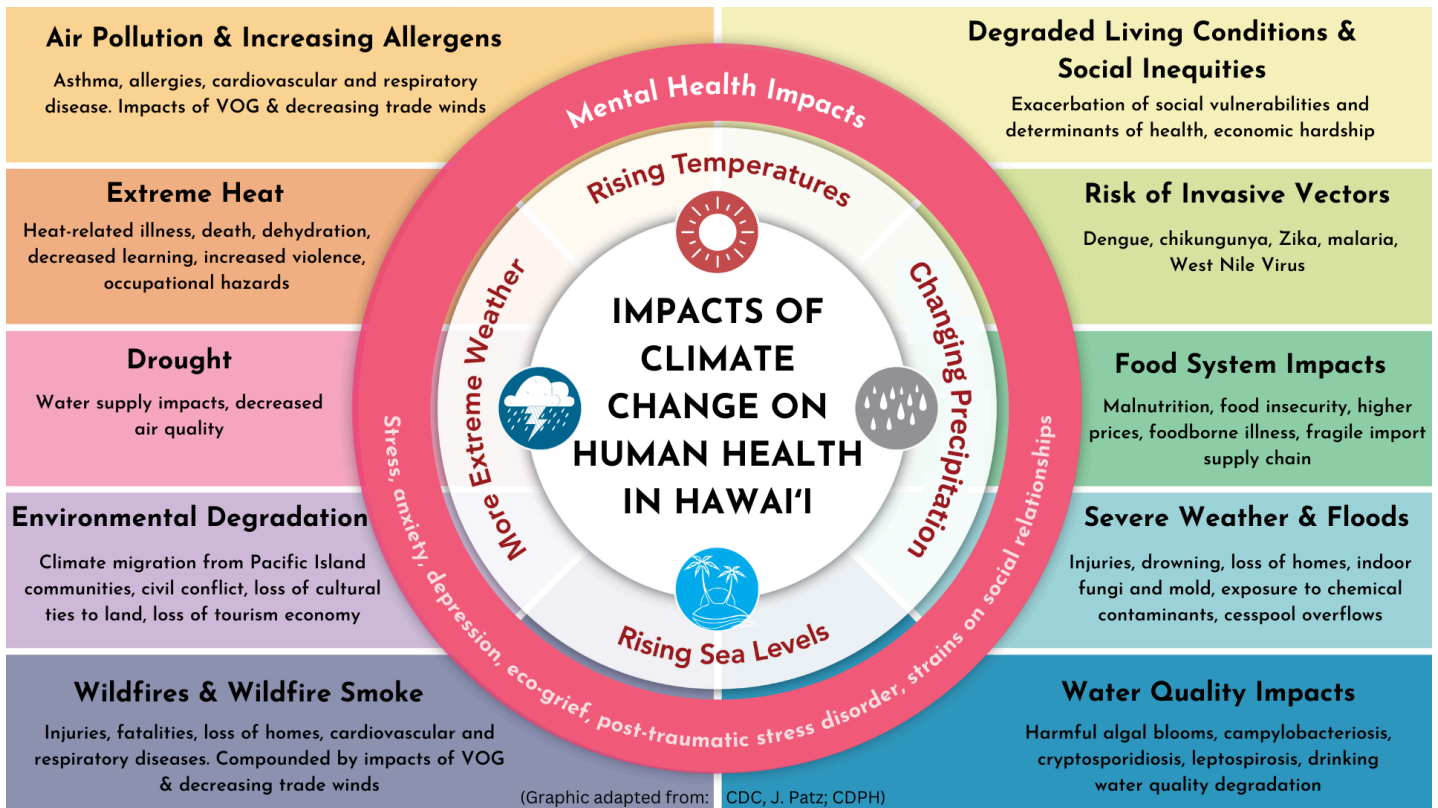 Air Pollution & Increasing Allergens
Asthma, allergies, cardiovascular and respiratory
disease. Impacts of VOG & decreasing trade winds
Extreme Heat
Heat-related illness, death, dehydration,
decreased learning, increased violence,
occupational hazards
Drought
Water supply impacts, decreased
air quality
Environmental Degradation
Climate migration from Pacific Island
communities, civil conflict, loss of cultural
ties to land, loss of tourism economy
Wildfires & Wildfire Smoke
Injuries, fatalities, loss of homes, cardiovascular and
respiratory diseases. Compounded by impacts of VOG
& decreasing trade winds
Mental Health Impacts
Stress, anxiety, depression, eco-grief, post-traumatic stress disorder, strains on social relationships
Rising Temperatures
More Extreme Weather
Changing Precipitation
Rising Sea Levels
IMPACTS OF
CLIMATE
CHANGE ON
HUMAN HEALTH
IN HAWAI‘I
Degraded Living Conditions &
Social Inequities
Exacerbation of social vulnerabilities and
determinants of health, economic hardship
Risk of Invasive Vectors
Dengue, chikungunya, Zika, malaria,
West Nile Virus
Food System Impacts
Malnutrition, food insecurity, higher
prices, foodborne illness, fragile import
supply chain
Severe Weather & Floods
Injuries, drowning, loss of homes, indoor
fungi and mold, exposure to chemical
contaminants, cesspool overflows
Water Quality Impacts
Harmful algal blooms, campylobacteriosis,
cryptosporidiosis, leptospirosis, drinking
water quality degradation
(Graphic adapted from: CDC, J. Patz; CDPH)